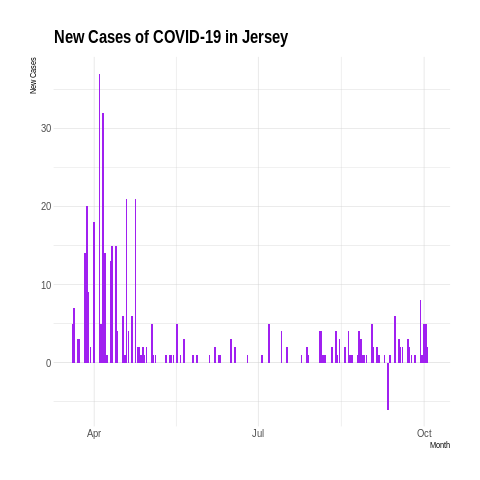 New Cases of COVID-19 in Jersey
New Cases
30
20
10
0
Apr
Jul
Oct
Month